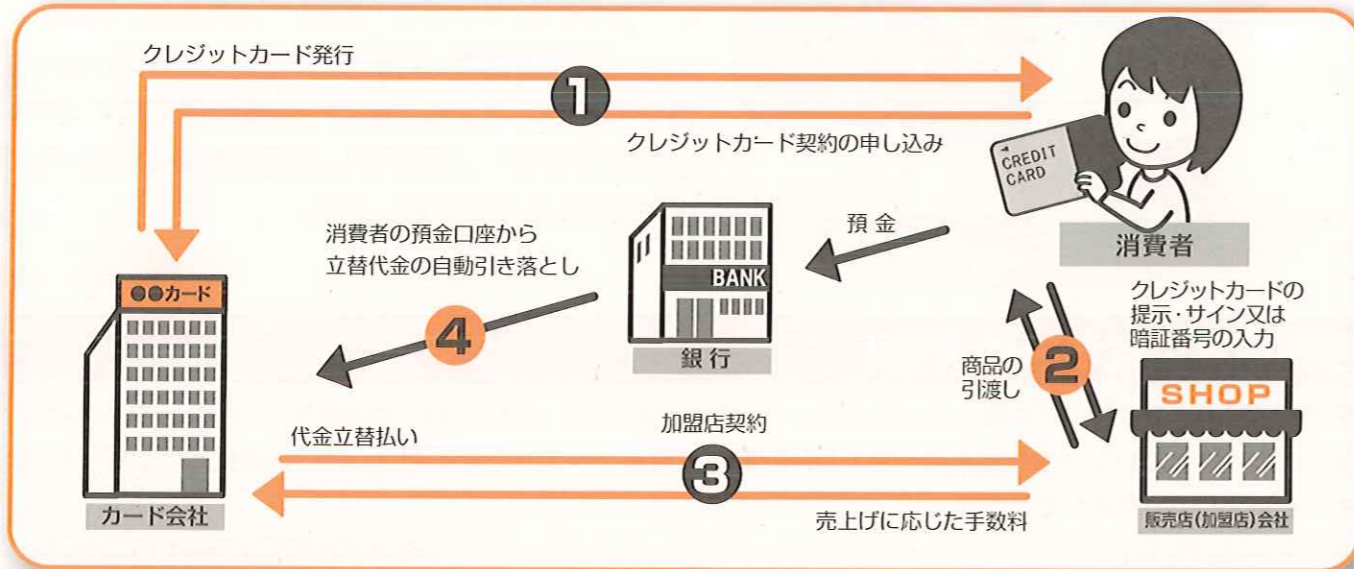 クレジットカード発行
1
クレジットカード契約の申し込み
CREDIT
CARD
消費者
預金
BANK
銀行
消費者の預金口座から
立替代金の自動引き落とし
4
●●カード
カード会社
クレジットカードの
提示・サイン又は
暗証番号の入力
2
商品の
引渡し
SHOP
販売店(加盟店)会社
代金立替払い
加盟店契約
3
売上げに応じた手数料